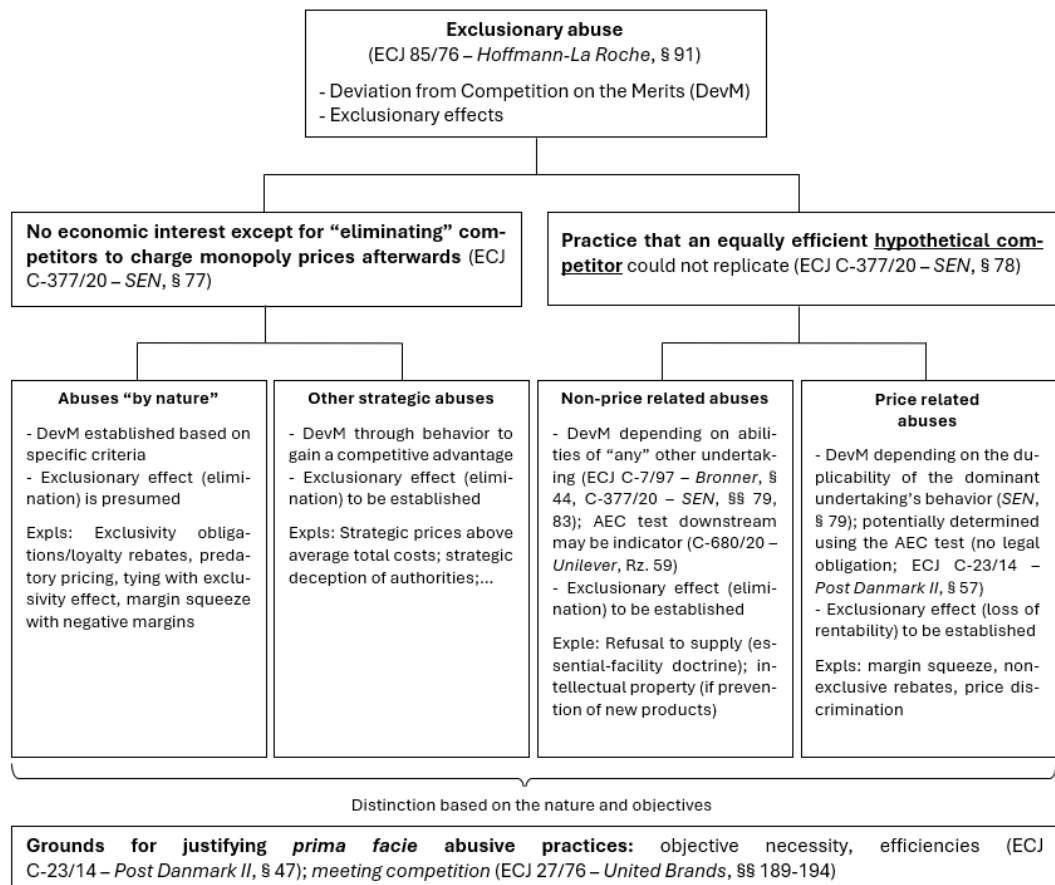 Exclusionary abuse
(ECJ 85/76 – Hoffmann-La Roche, § 91)
- Deviation from Competition on the Merits (DevM)
- Exclusionary effects
No economic interest except for “eliminating” com-
petitors to charge monopoly prices afterwards (ECJ
C-377/20 – SEN, § 77)
Practice that an equally efficient hypothetical com-
petitor could not replicate (ECJ C-377/20 – SEN, § 78)
Abuses “by nature”
- DevM established based on
specific criteria
- Exclusionary effect (elimi-
nation) is presumed
Expls: Exclusivity obliga-
tions/loyalty rebates, preda-
tory pricing, tying with exclu-
sivity effect, margin squeeze
with negative margins
Other strategic abuses
- DevM through behavior to
gain a competitive advantage
- Exclusionary effect (elimi-
nation) to be established
Expls: Strategic prices above
average total costs; strategic
deception of authorities;...
Non-price related abuses
- DevM depending on abili-
ties of “any” other undertak-
ing (ECJ C-7/97 – Bronner, §
44, C-377/20 – SEN, §§ 79,
83); AEC test downstream
may be indicator (C-680/20 –
Unilever, Rz. 59)
- Exclusionary effect (elimi-
nation) to be established
Exple: Refusal to supply (es-
sential-facility doctrine); in-
tellectual property (if preven-
tion of new products)
Price related
abuses
- DevM depending on the du-
plicability of the dominant
undertaking’s behavior (SEN,
§ 79); potentially determined
using the AEC test (no legal
obligation; ECJ C-23/14 –
Post Danmark II, § 57)
- Exclusionary effect (loss of
rentability) to be established
Expls: margin squeeze, non-
exclusive rebates, price dis-
crimination
Distinction based on the nature and objectives
Grounds for justifying prima facie abusive practices: objective necessity, efficiencies (ECJ
C-23/14 – Post Danmark II, § 47); meeting competition (ECJ 27/76 – United Brands, §§ 189-194)